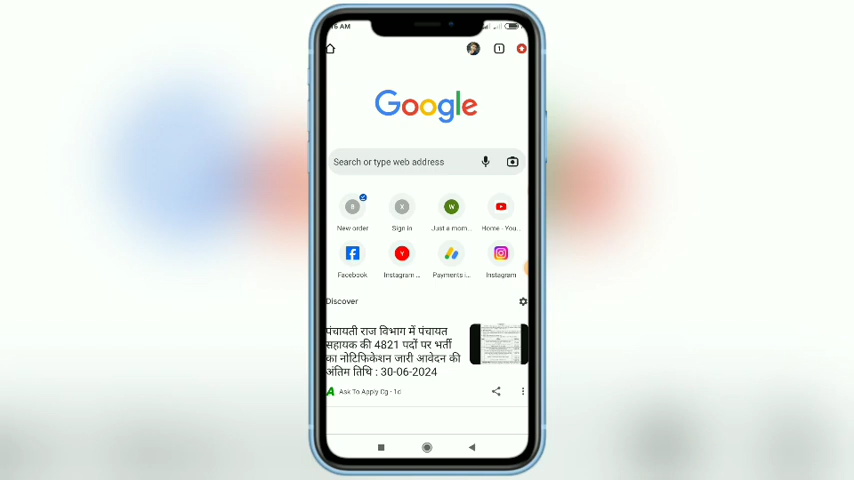 AM
1
Google
Search or type web address
B
X
W
New order
Sign in
Just a mom...
Home - You...
Y
Facebook
Instagram ...
Payments i...
Instagram
Discover
पंचायती राज विभाग में पंचायत
सहायक की 4821 पदों पर भर्ती
का नोटिफिकेशन जारी आवेदन की
अंतिम तिथि : 30-06-2024
Ask To Apply Cg - 1d